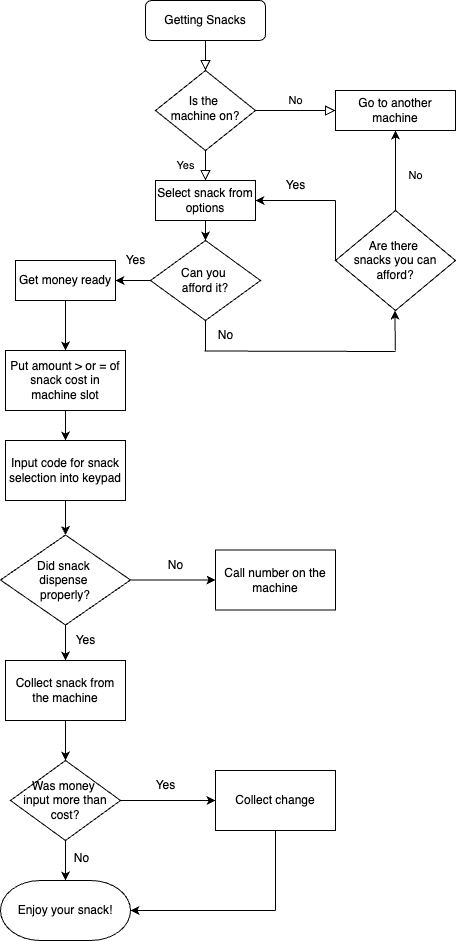 Getting Snacks
Is the
machine on?
No
Go to another
machine
Yes
No
Select snack from
options
Yes
Are there
snacks you can
afford?
Can you
afford it?
Yes
Get money ready
No
Put amount > or = of
snack cost in
machine slot
Input code for snack
selection into keypad
Did snack
dispense
properly?
No
Call number on the
machine
Yes
Collect snack from
the machine
Was money
input more than
cost?
Yes
Collect change
No
Enjoy your snack!